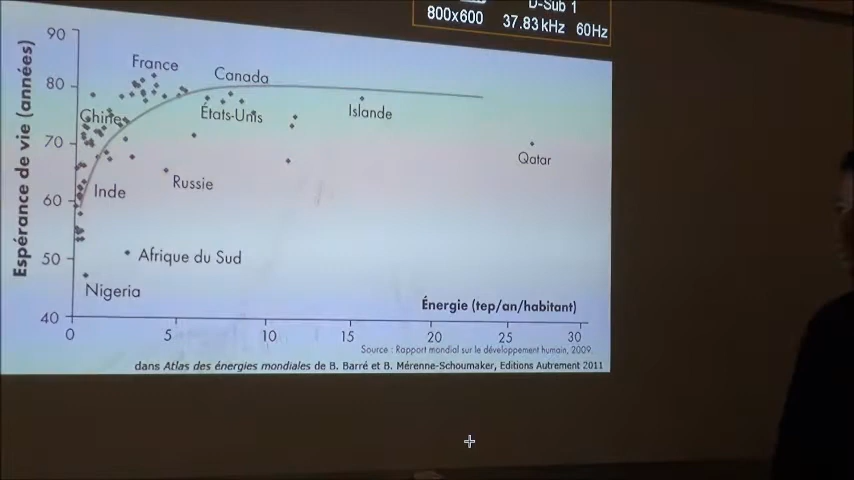 D-Sub 1
800x600 37.83 kHz 60Hz
90
France
Canada
80
Chine
États-Unis
Islande
70
Qatar
Russie
Inde
60
50
Afrique du Sud
Nigeria
Énergie (tep/an/habitant)
40
0 5 10 15 20 25 30
Espérance de vie (années)
Source : Rapport mondial sur le développement humain, 2009
dans Atlas des énergies mondiales de B. Barré et B. Mérenne-Schoumaker, Editions Autrement 2011